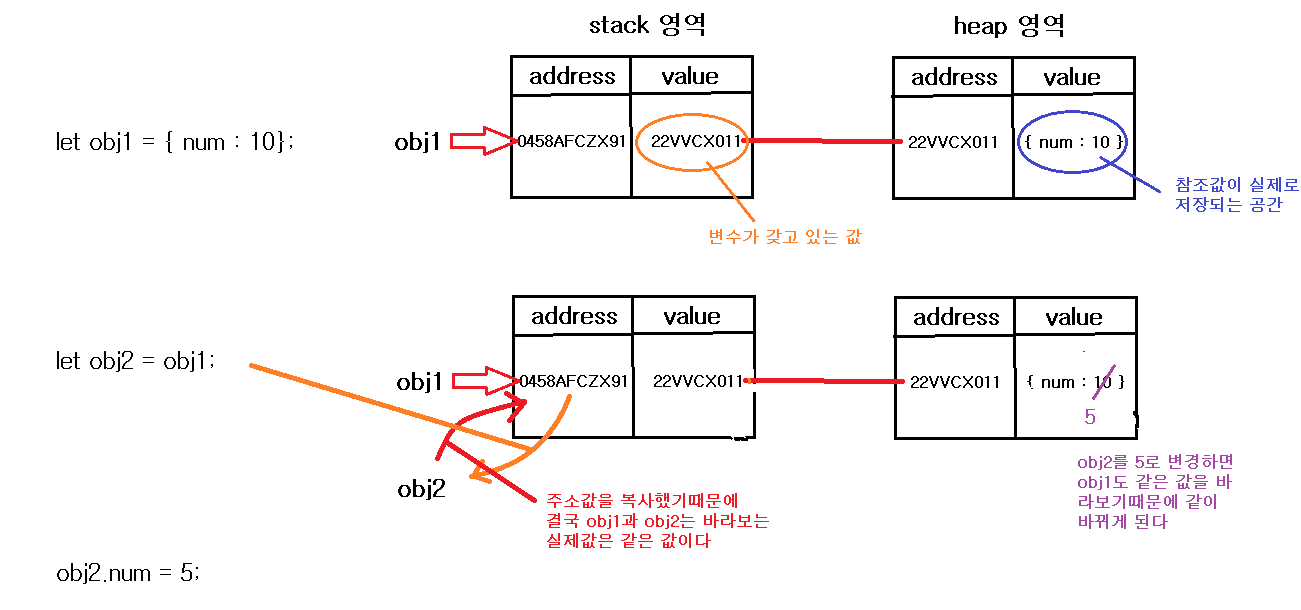 stack 영역
heap 영역
address value
address value
let obj1 = { num : 10};
obj1
0458AFCZX91 22VVCX011
22VVCX011 { num : 10 }
참조값이 실제로
저장되는 공간
변수가 갖고 있는 값
address value
address value
let obj2 = obj1;
obj1
0458AFCZX91 22VVCX011
22VVCX011 { num : 10 }
5
obj2
obj2를 5로 변경하면
obj1도 같은 값을 바
라보기때문에 같이
바뀌게 된다
주소값을 복사했기때문에
결국 obj1과 obj2는 바라보는
실제값은 같은 값이다
obj2.num = 5;